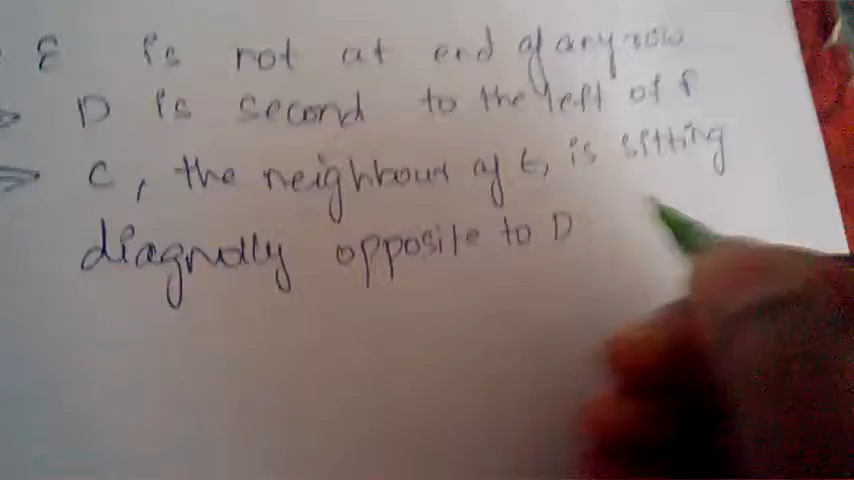 E is not at end of any row
D is second to the left of F
C, the neighbour of E, is sitting
diagnolly opposite to D